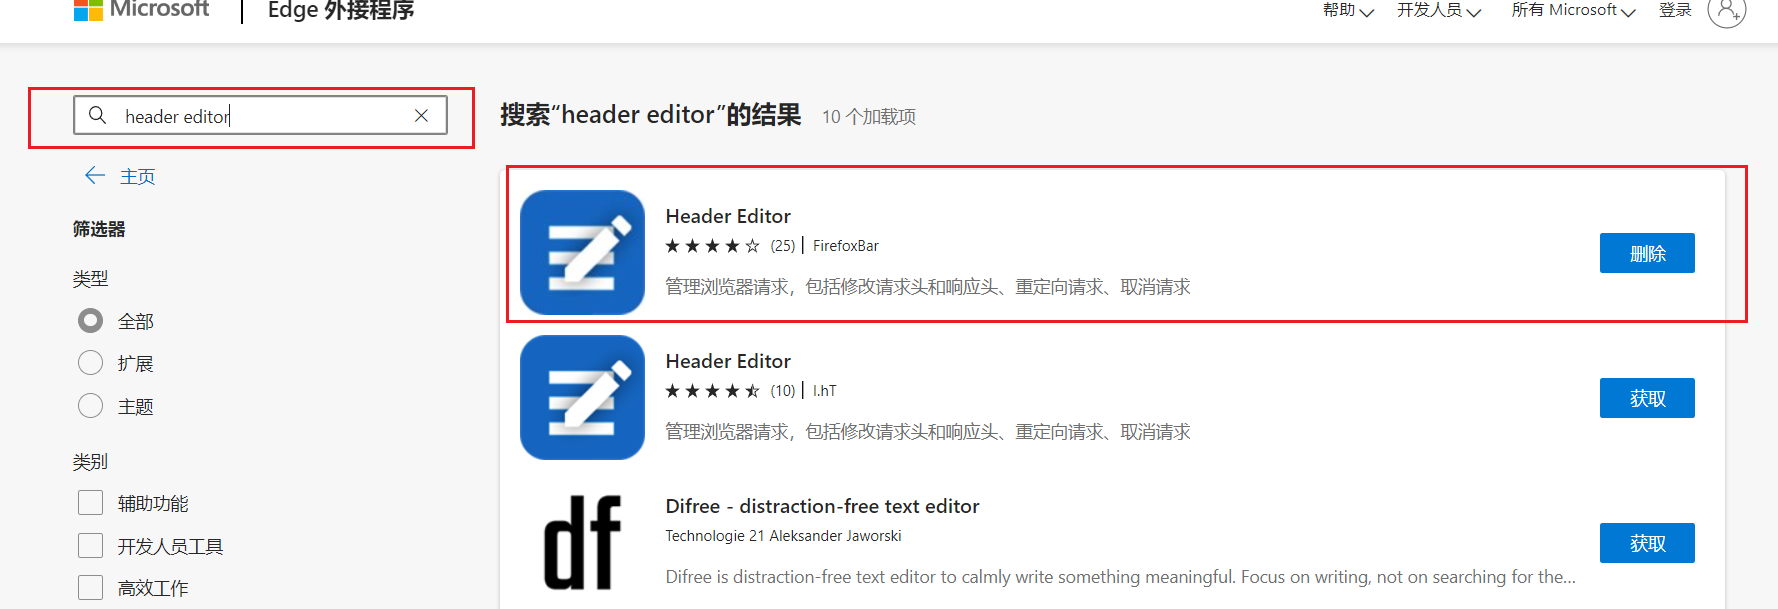 Microsoft
Edge 外接程序
帮助
开发人员
所有 Microsoft
登录
header editor
搜索“header editor”的结果
10 个加载项
主页
筛选器
类型
全部
扩展
主题
类别
辅助功能
开发人员工具
高效工作
Header Editor
(25) | FirefoxBar
管理浏览器请求，包括修改请求头和响应头、重定向请求、取消请求
删除
Header Editor
(10) | I.hT
管理浏览器请求，包括修改请求头和响应头、重定向请求、取消请求
获取
df
Difree - distraction-free text editor
Technologie 21 Aleksander Jaworski
Difree is distraction-free text editor to calmly write something meaningful. Focus on writing, not on searching for the...
获取